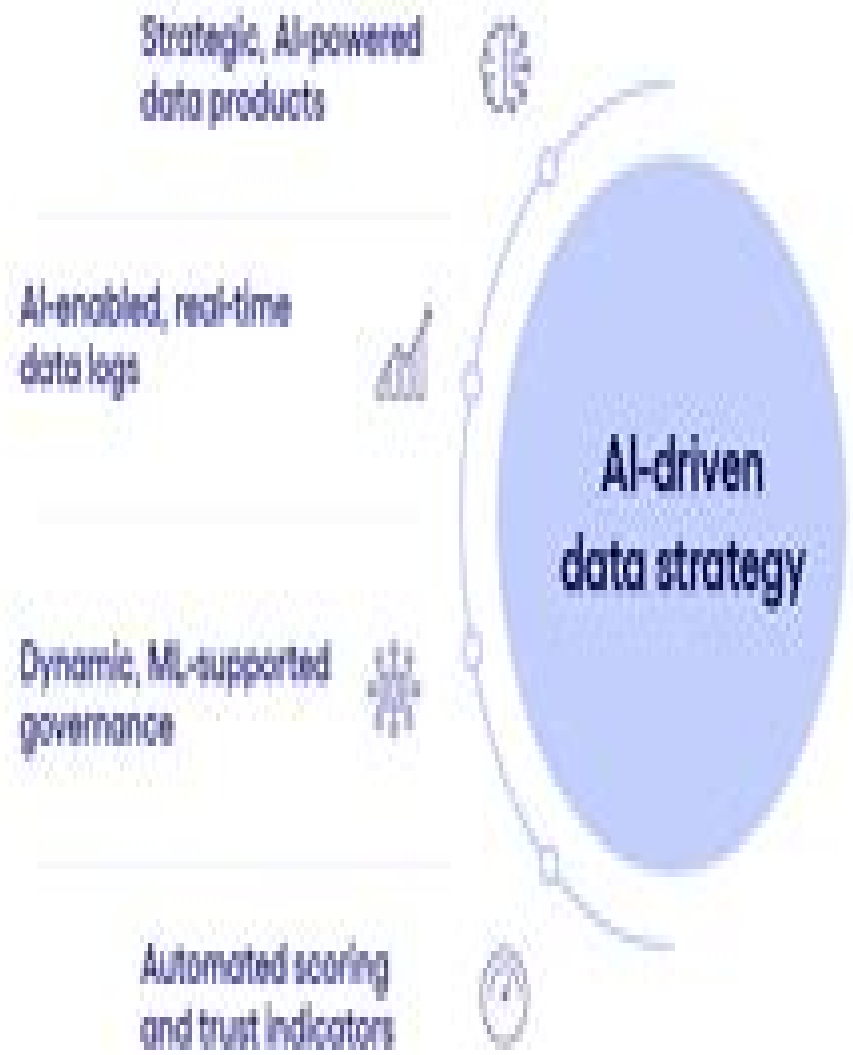 Strategic, AI-powered
data products
AI-enabled, real-time
data logs
AI-driven
data strategy
Dynamic, ML-supported
governance
Automated scoring
and trust indicators